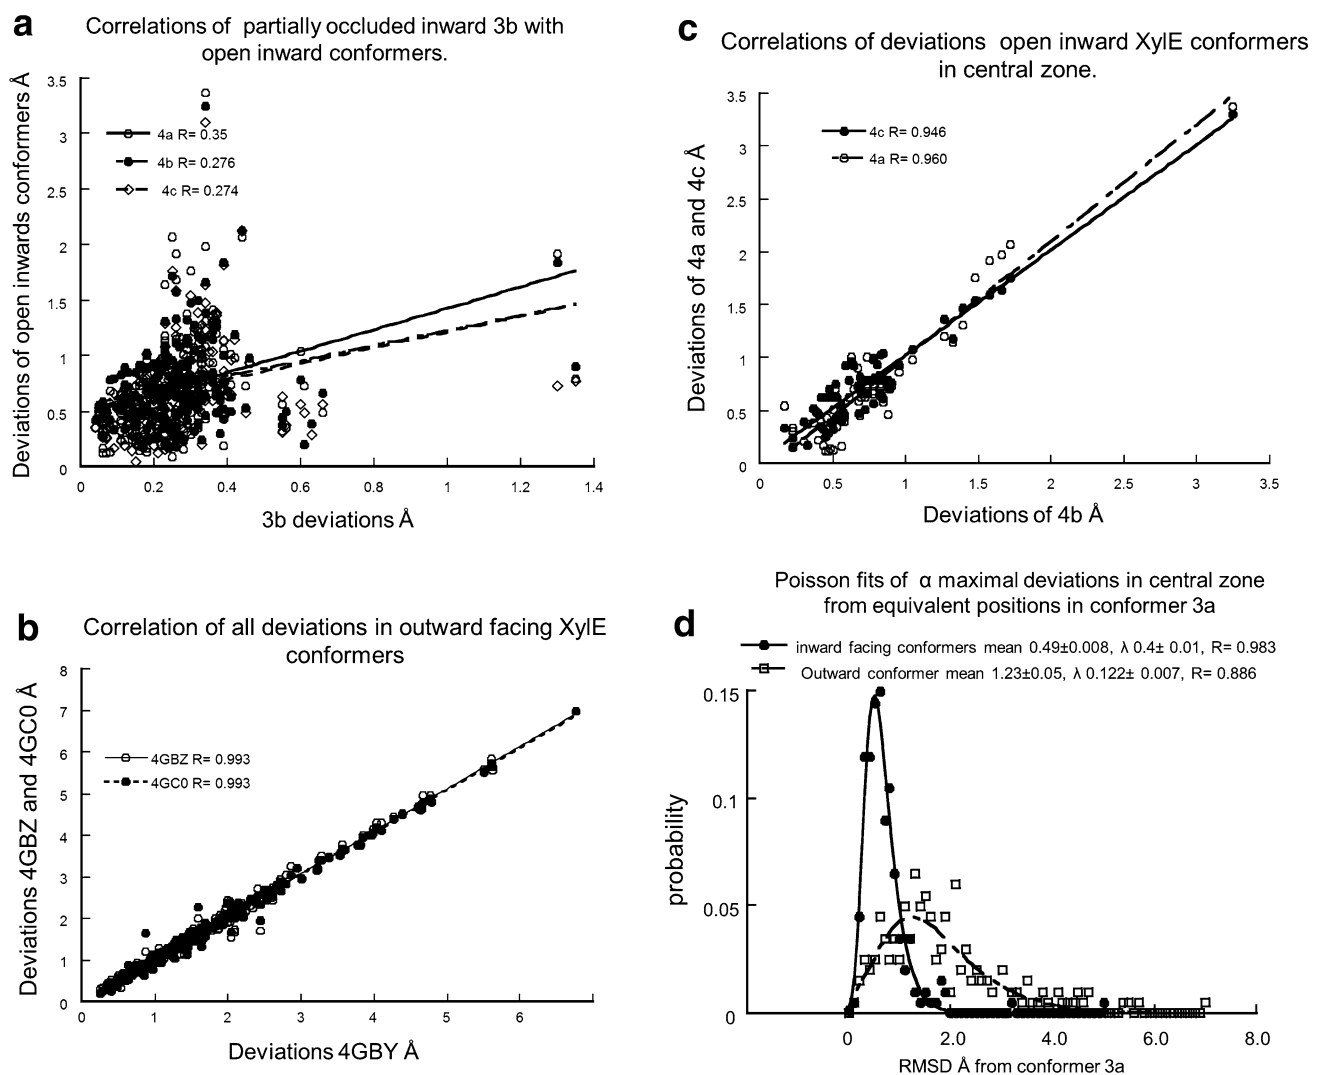 a
Correlations of partially occluded inward 3b with
open inward conformers.
Deviations of open inwards conformers Å
3.5
3
2.5
2
1.5
1
0.5
0
4a R= 0.35
4b R= 0.276
4c R= 0.274
0 0.2 0.4 0.6 0.8 1 1.2 1.4
3b deviations Å
c
Correlations of deviations open inward XylE conformers
in central zone.
Deviations of 4a and 4c Å
3.5
3
2.5
2
1.5
1
0.5
0
4c R= 0.946
4a R= 0.960
0 0.5 1 1.5 2 2.5 3 3.5
Deviations of 4b Å
b
Correlation of all deviations in outward facing XylE
conformers
Deviations 4GBZ and 4GC0 Å
8
7
6
5
4
3
2
1
0
4GBZ R= 0.993
4GC0 R= 0.993
0 1 2 3 4 5 6
Deviations 4GBY Å
d
Poisson fits of α maximal deviations in central zone
from equivalent positions in conformer 3a
inward facing conformers mean 0.49±0.008, λ 0.4± 0.01, R= 0.983
Outward conformer mean 1.23±0.05, λ 0.122± 0.007, R= 0.886
probability
0.15
0.1
0.05
0
0 2.0 4.0 6.0 8.0
RMSD Å from conformer 3a